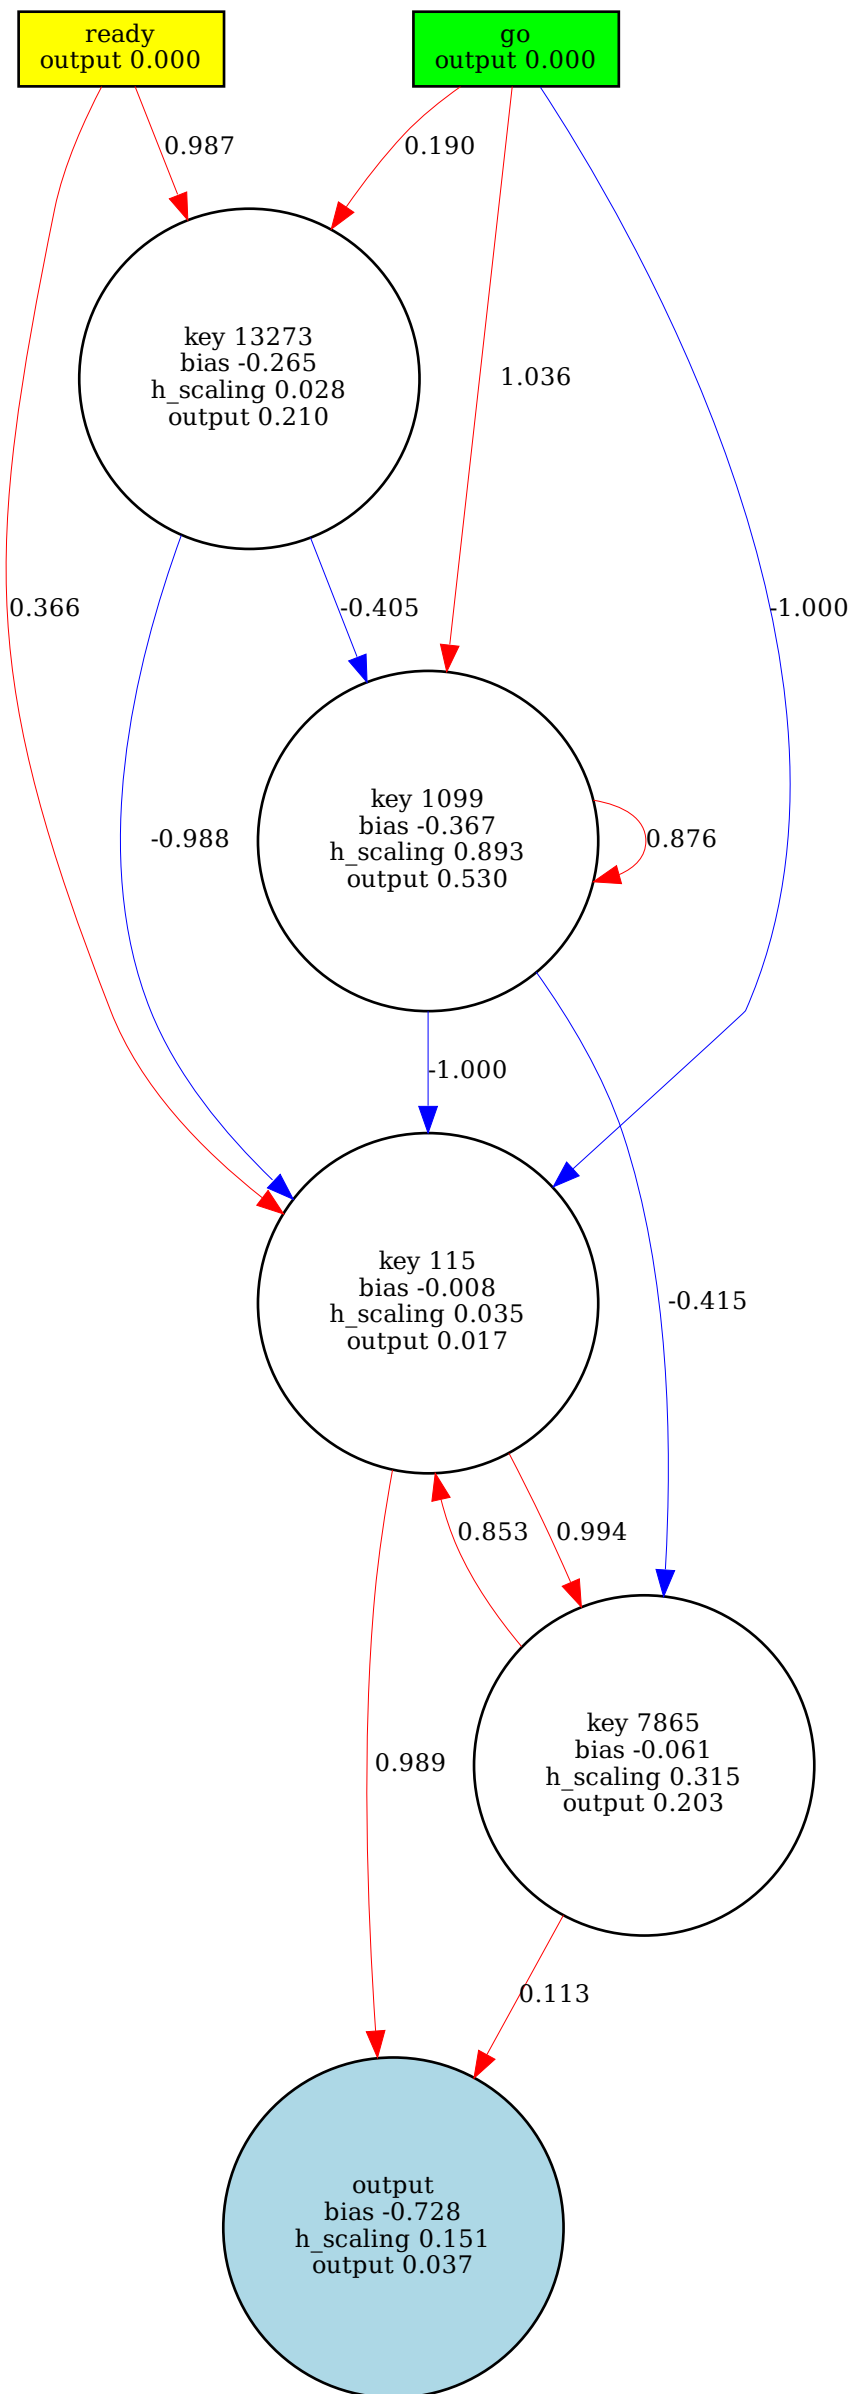 ready
output 0.000
go
output 0.000
0.987
0.190
key 13273
bias -0.265
h_scaling 0.028
output 0.210
1.036
0.366
-0.405
-1.000
key 1099
bias -0.367
h_scaling 0.893
output 0.530
-0.988
0.876
-1.000
key 115
bias -0.008
h_scaling 0.035
output 0.017
-0.415
0.853
0.994
key 7865
bias -0.061
h_scaling 0.315
output 0.203
0.989
0.113
output
bias -0.728
h_scaling 0.151
output 0.037